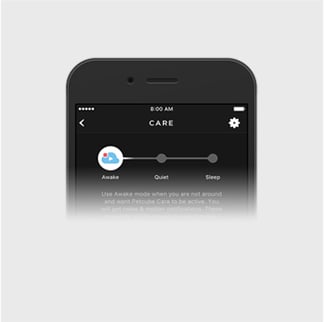 8:00 AM
CARE
Awake Quiet Sleep
Use Awake mode when you are not around
and want Petcube Care to be active. You
will get noise & motion notifications. Please